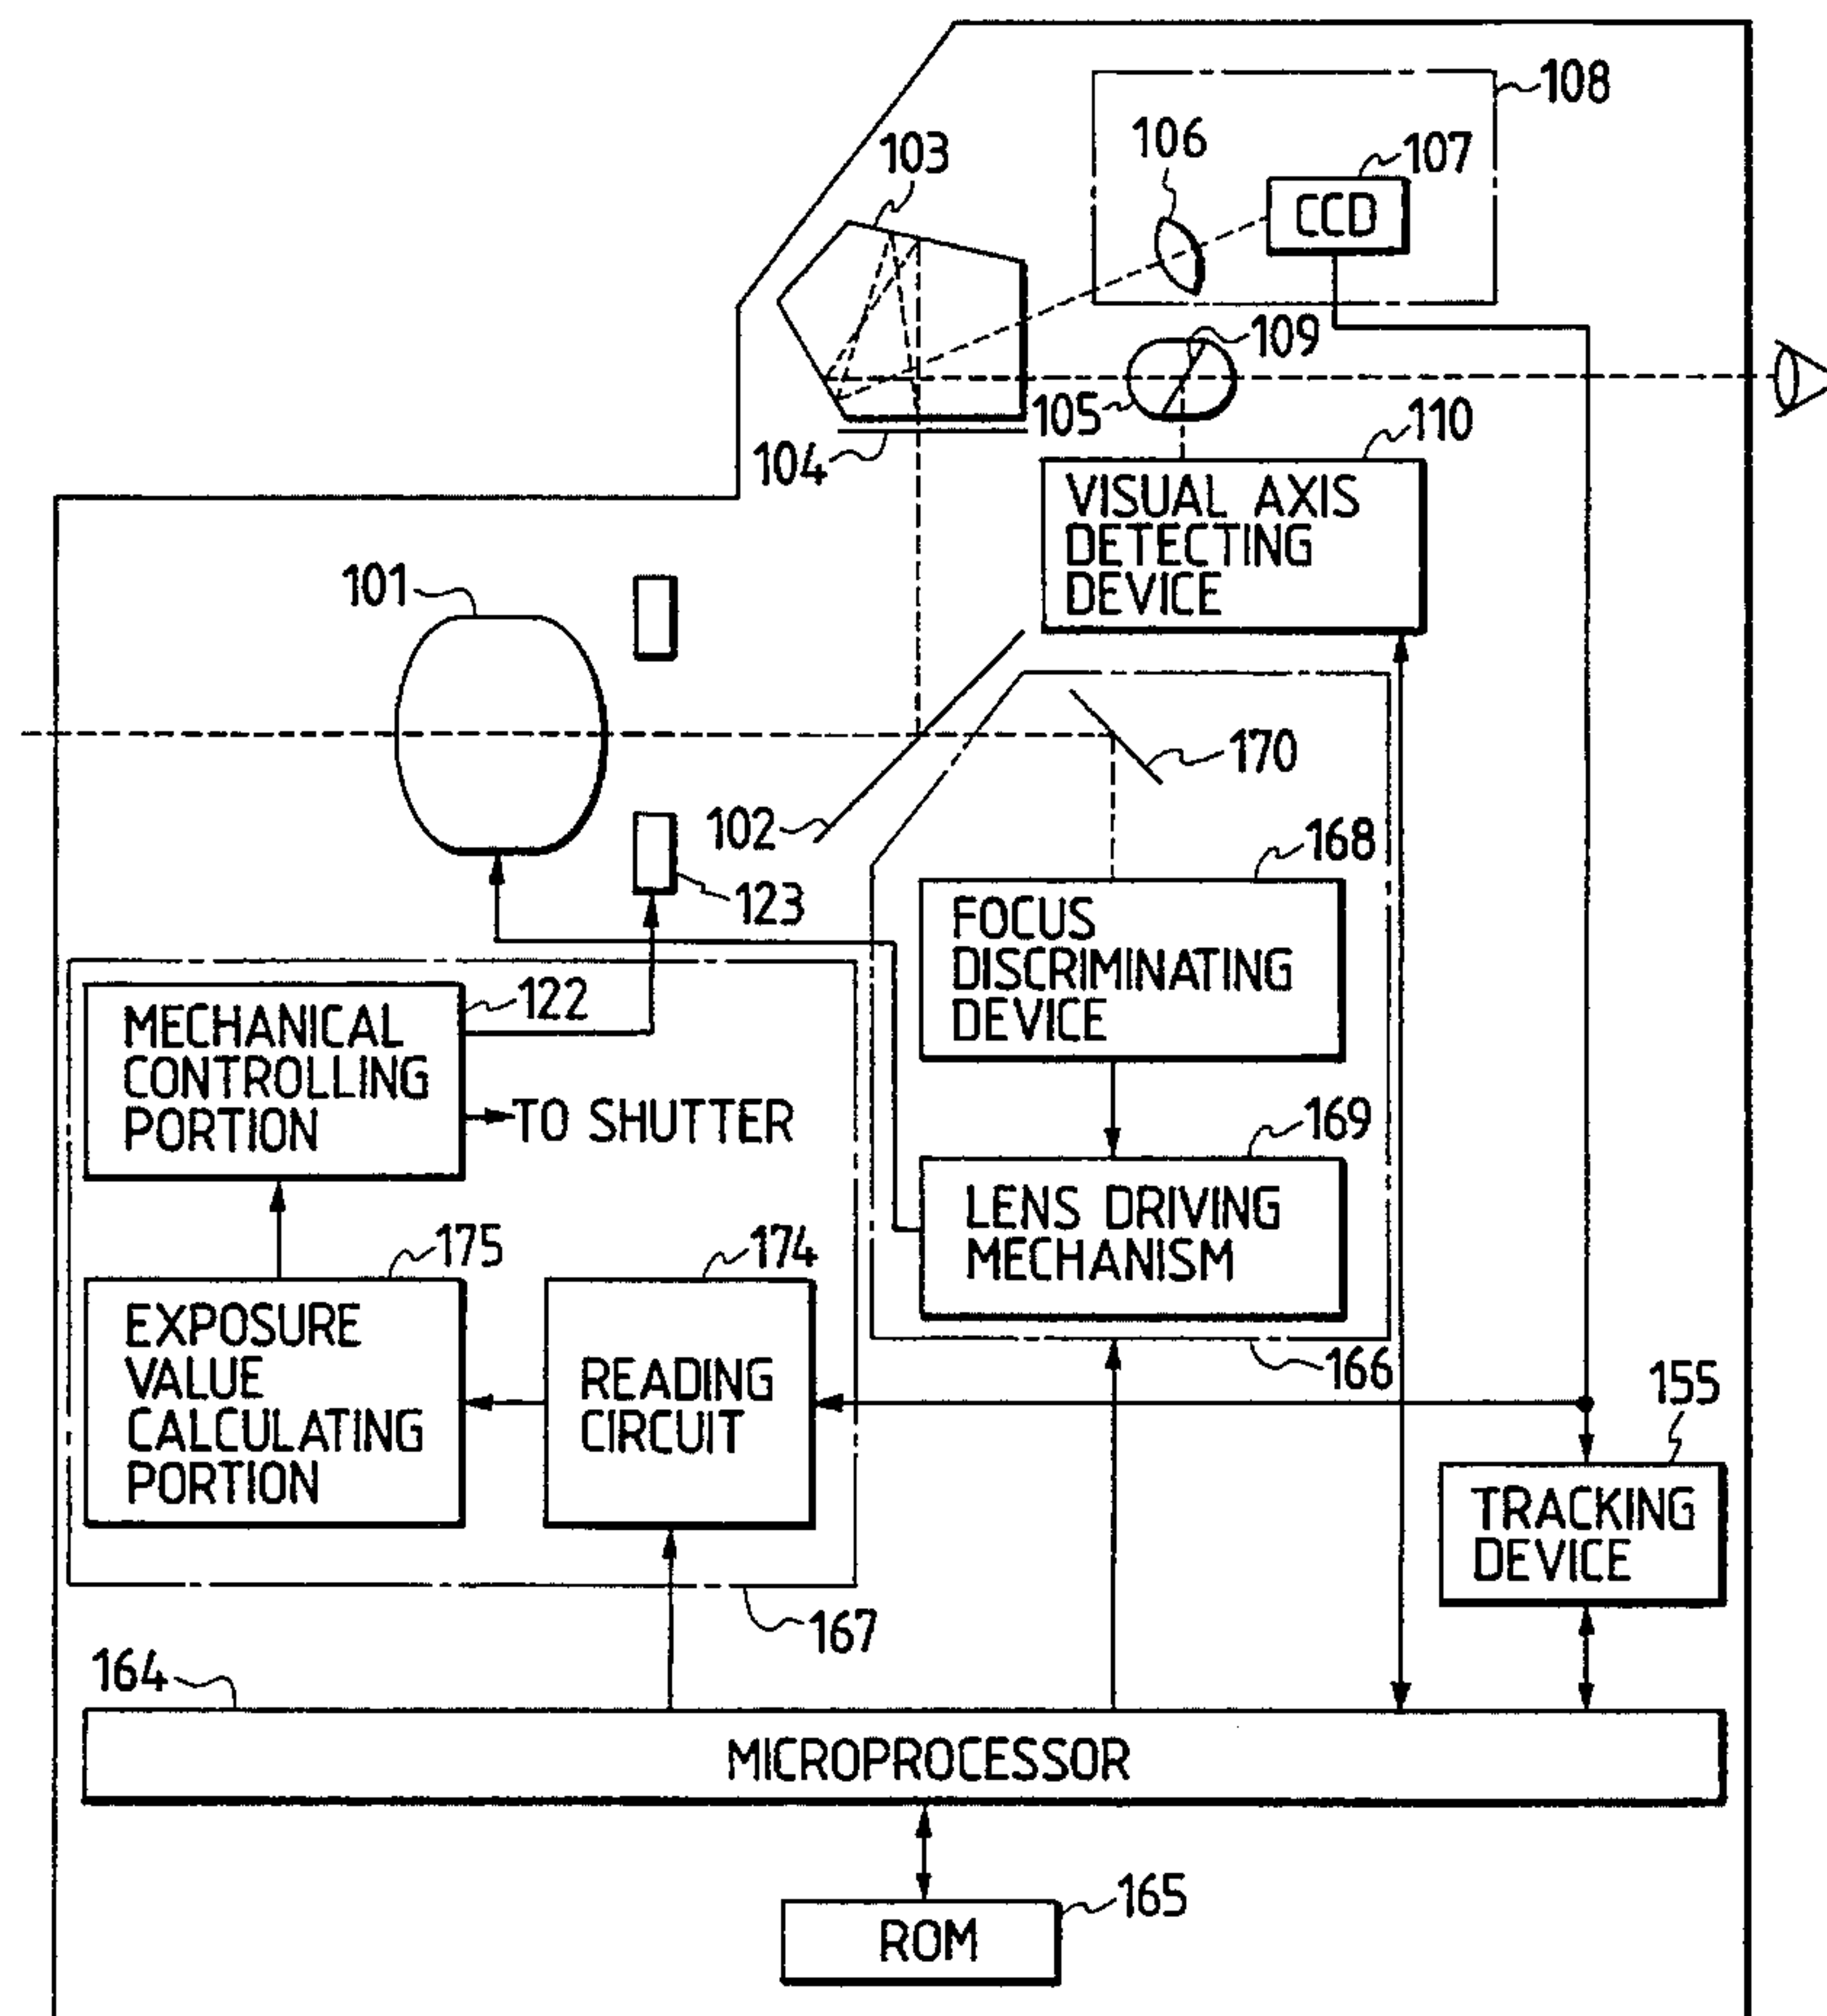 108
106
107
CCD
103
109
105
110
104
VISUAL AXIS
DETECTING
DEVICE
101
170
102
168
123
FOCUS
DISCRIMINATING
DEVICE
122
MECHANICAL
CONTROLLING
PORTION
TO SHUTTER
169
LENS DRIVING
MECHANISM
175
174
EXPOSURE
VALUE
CALCULATING
PORTION
READING
CIRCUIT
166
155
TRACKING
DEVICE
167
164
MICROPROCESSOR
165
ROM